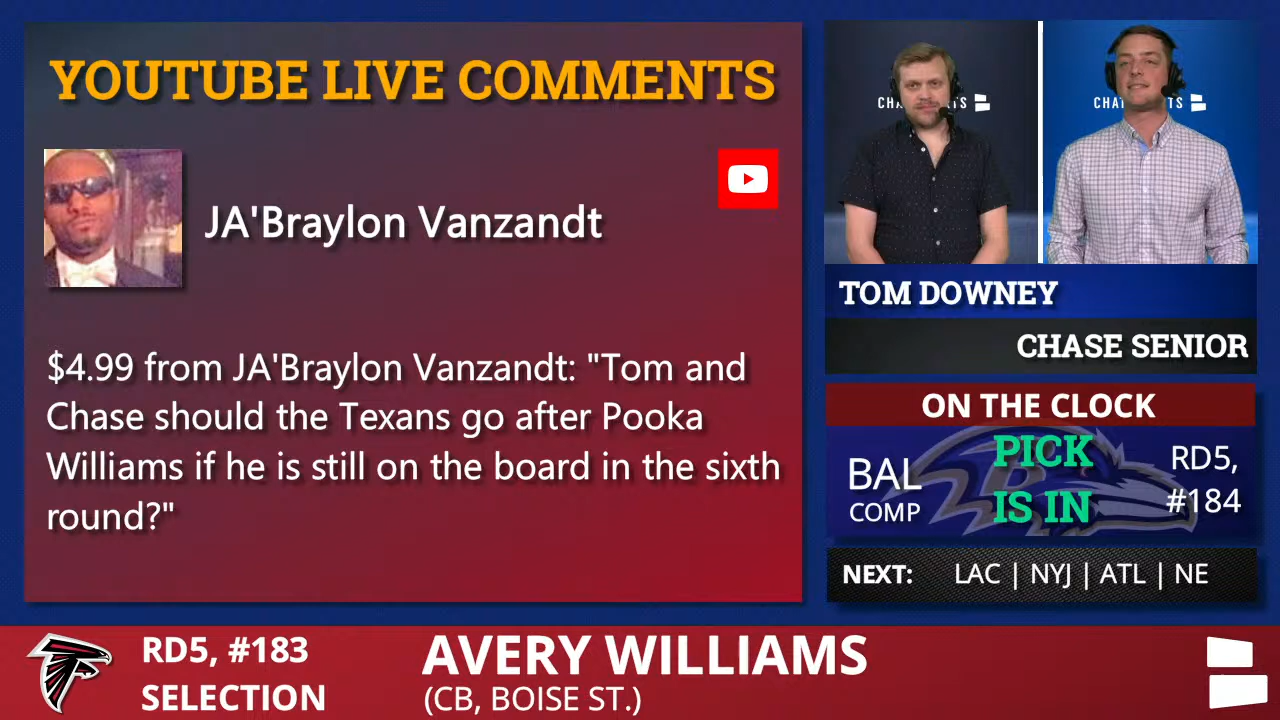 YOUTUBE LIVE COMMENTS
JA'Braylon Vanzandt
$4.99 from JA'Braylon Vanzandt: "Tom and
Chase should the Texans go after Pooka
Williams if he is still on the board in the sixth
round?"
TOM DOWNEY
CHASE SENIOR
ON THE CLOCK
BAL
COMP
PICK
IS IN
RD5,
#184
NEXT: LAC | NYJ | ATL | NE
RD5, #183
SELECTION
AVERY WILLIAMS
(CB, BOISE ST.)